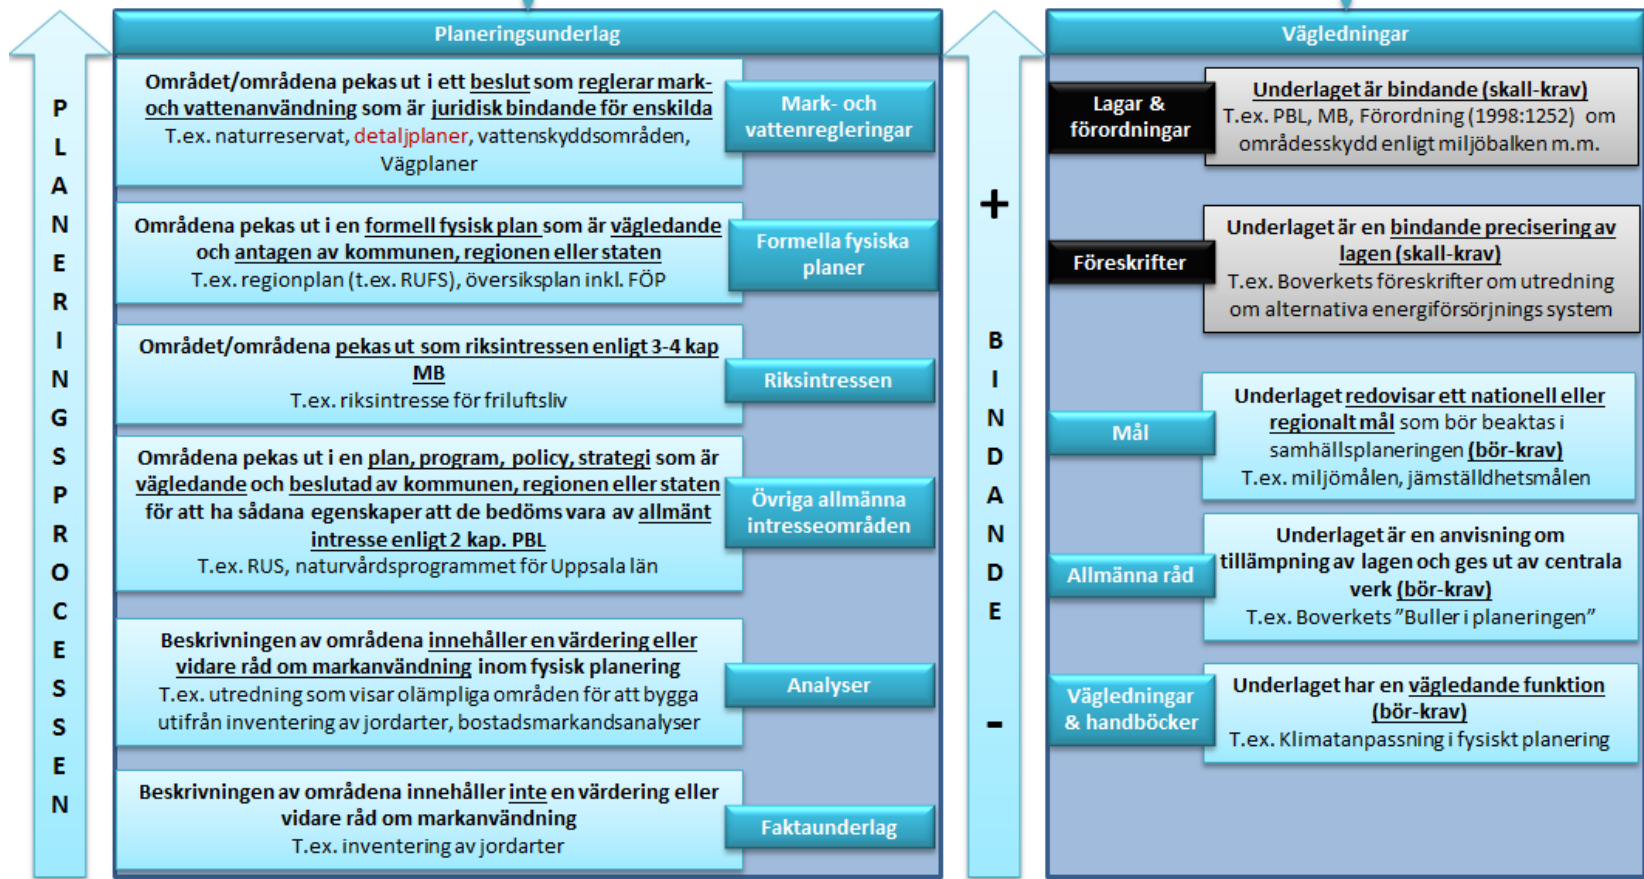 PLANERINGSPROCESSEN
Planeringsunderlag
Området/områdena pekas ut i ett beslut som reglerar mark-
och vattenanvändning som är juridisk bindande för enskilda
T.ex. naturreservat, detaljplaner, vattenskyddsområden,
Vägplaner
Mark- och
vattenregleringar
Områdena pekas ut i en formell fysisk plan som är vägledande
och antagen av kommunen, regionen eller staten
T.ex. regionplan (t.ex. RUFS), översiksplan inkl. FÖP
Formella fysiska
planer
Området/områdena pekas ut som riksintressen enligt 3-4 kap
MB
T.ex. riksintresse för friluftsliv
Riksintressen
Områdena pekas ut i en plan, program, policy, strategi som är
vägledande och beslutad av kommunen, regionen eller staten
för att ha sådana egenskaper att de bedöms vara av allmänt
intresse enligt 2 kap. PBL
T.ex. RUS, naturvårdsprogrammet för Uppsala län
Övriga allmänna
intresseområden
Beskrivningen av områdena innehåller en värdering eller
vidare råd om markanvändning inom fysisk planering
T.ex. utredning som visar olämpliga områden för att bygga
utifrån inventering av jordarter, bostadsmarkandsanalyser
Analyser
Beskrivningen av områdena innehåller inte en värdering eller
vidare råd om markanvändning
T.ex. inventering av jordarter
Faktaunderlag
+
BINDANDE
-
Vägledningar
Lagar &
förordningar
Underlaget är bindande (skall-krav)
T.ex. PBL, MB, Förordning (1998:1252) om
områdesskydd enligt miljöbalken m.m.
Föreskrifter
Underlaget är en bindande precisering av
lagen (skall-krav)
T.ex. Boverkets föreskrifter om utredning
om alternativa energiförsörjnings system
Mål
Underlaget redovisar ett nationell eller
regionalt mål som bör beaktas i
samhällsplaneringen (bör-krav)
T.ex. miljömålen, jämställdhetsmålen
Allmänna råd
Underlaget är en anvisning om
tillämpning av lagen och ges ut av centrala
verk (bör-krav)
T.ex. Boverkets ”Buller i planeringen”
Vägledningar
& handböcker
Underlaget har en vägledande funktion
(bör-krav)
T.ex. Klimatanpassning i fysiskt planering